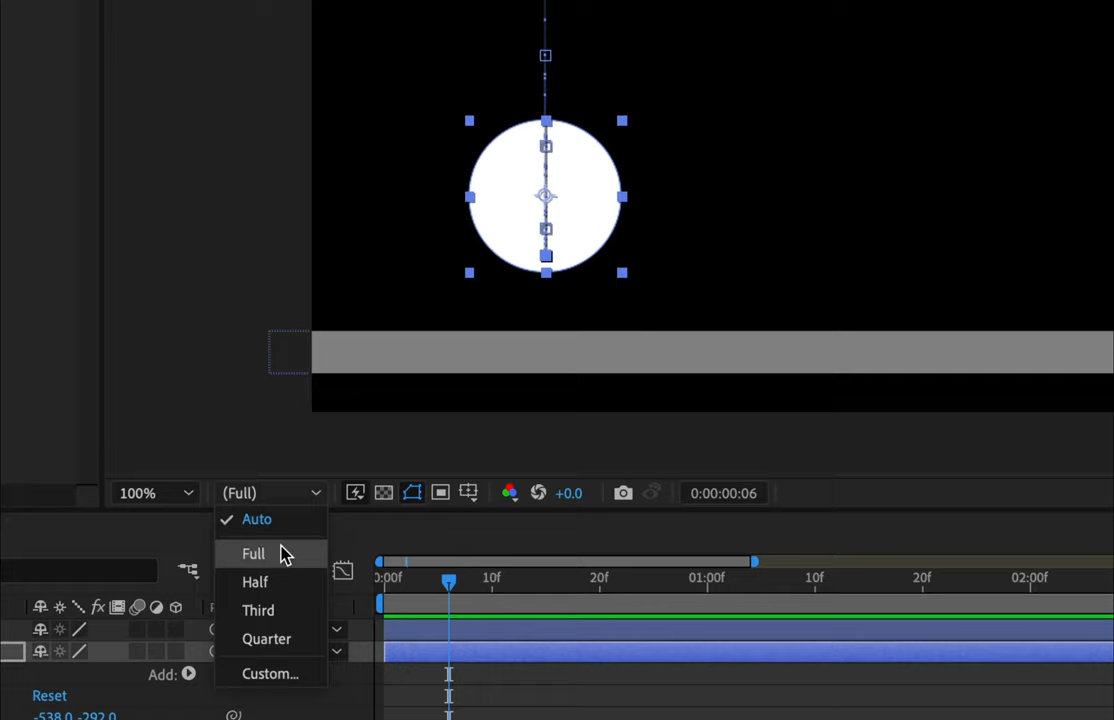 100%
(Full)
+0.0
0:00:00:06
Auto
Full
Half
Third
Quarter
Custom...
:00f 10f 20f 01:00f 10f 20f 02:00f
fx
Add:
Reset
-538.0,-292.0